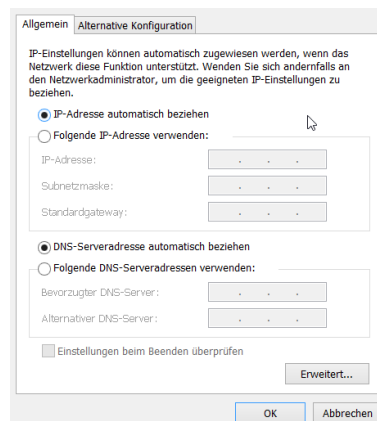 Allgemein Alternative Konfiguration
IP-Einstellungen können automatisch zugewiesen werden, wenn das
Netzwerk diese Funktion unterstützt. Wenden Sie sich andernfalls an
den Netzwerkadministrator, um die geeigneten IP-Einstellungen zu
beziehen.
IP-Adresse automatisch beziehen
Folgende IP-Adresse verwenden:
IP-Adresse:
Subnetzmaske:
Standardgateway:
DNS-Serveradresse automatisch beziehen
Folgende DNS-Serveradressen verwenden:
Bevorzugter DNS-Server:
Alternativer DNS-Server:
Einstellungen beim Beenden überprüfen
Erweitert...
OK Abbrechen